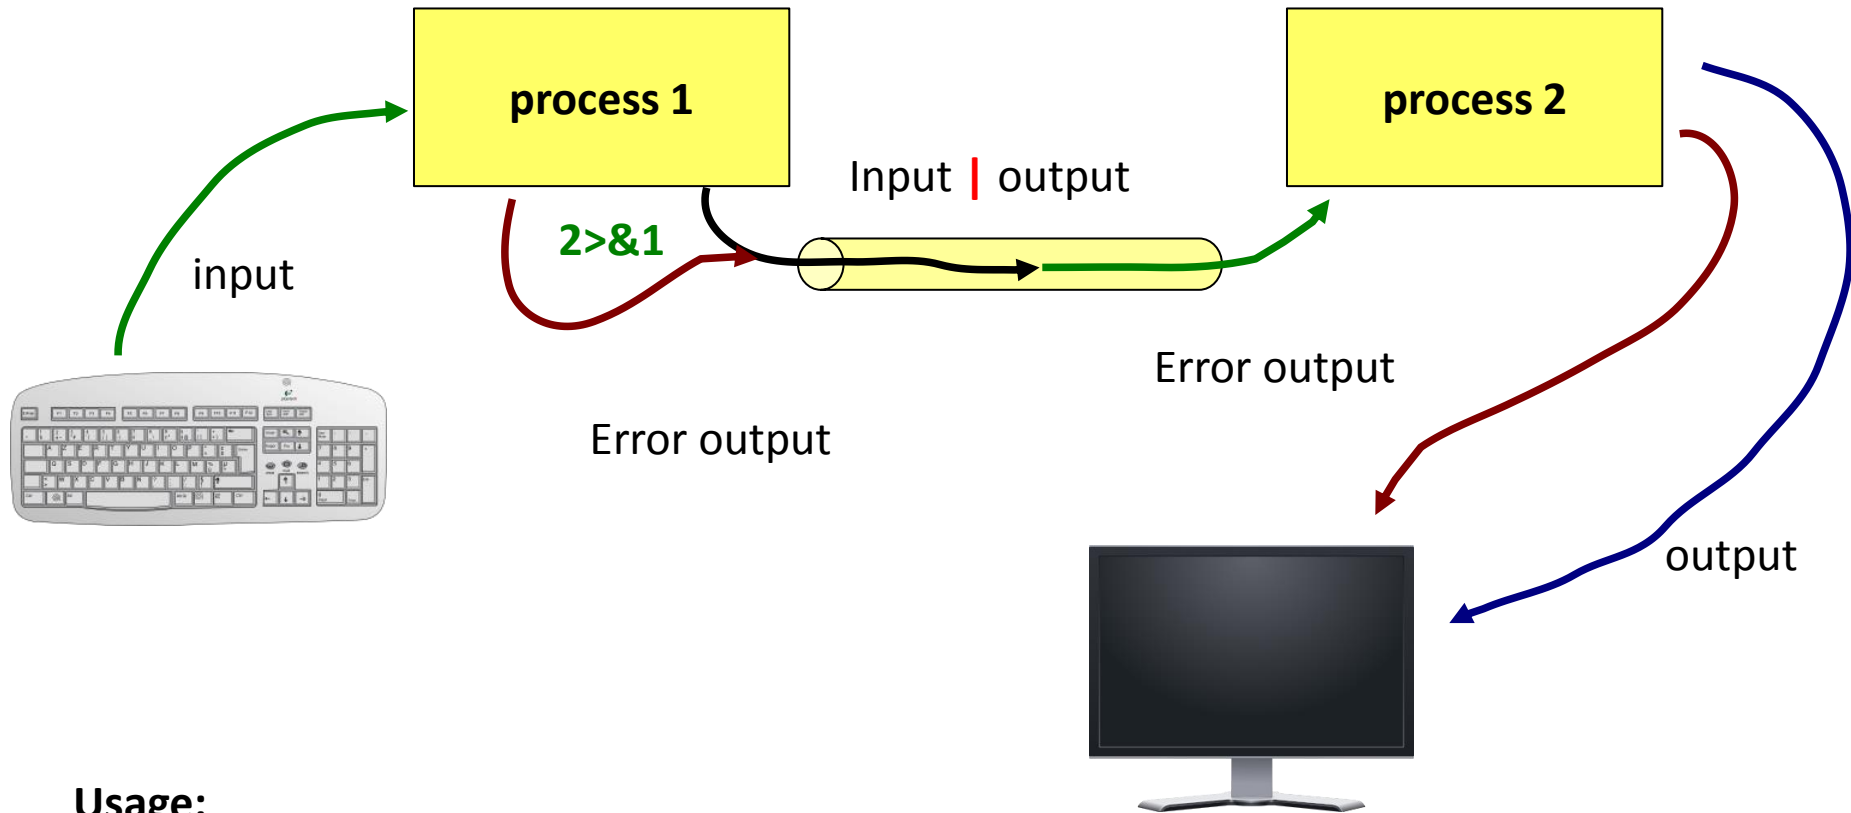 process 1
process 2
Input | output
2>&1
input
Error output
Error output
output
Usage: